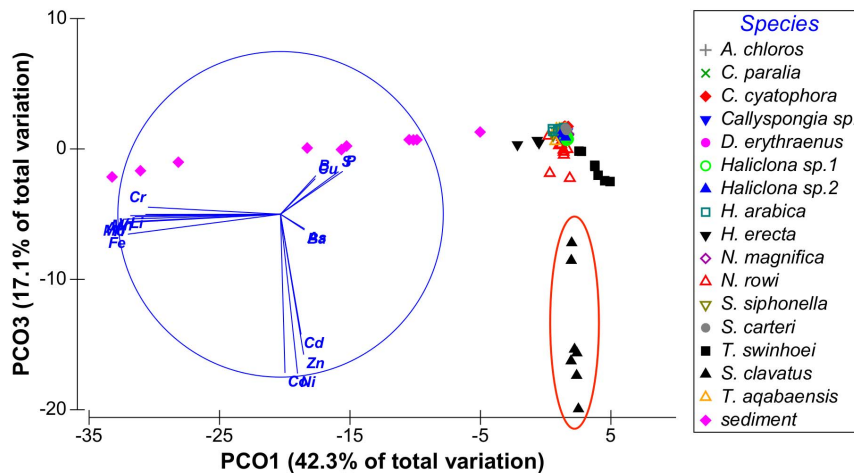 10
0
-10
-20
PCO3 (17.1% of total variation)
-35
-25
-15
-5
5
PCO1 (42.3% of total variation)
Cr
Li
Fe
Cu
P
Cd
Zn
Ni
Species
A. chloros
C. paralia
C. cyatophora
Callyspongia sp.
D. erythraenus
Haliclona sp.1
Haliclona sp.2
H. arabica
H. erecta
N. magnifica
N. rowi
S. siphonella
S. carteri
T. swinhoei
S. clavatus
T. aqabaensis
sediment